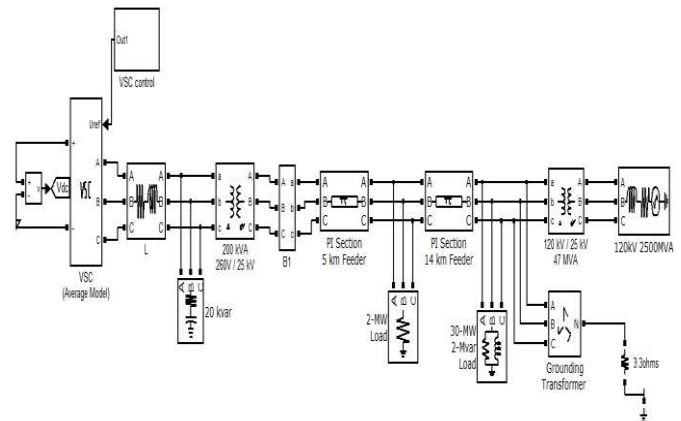 Out1
VSC control
Uref
+
A
A
A
a
A
A
a
A
A
A
A
A
A
A
+
v
Vdc
VSC
B
B
B
b
B
B
b
B
B
B
B
b
B
B
-
-
C
C
C
c
C
C
c
C
C
C
C
c
C
C
L
200 kVA
260V / 25 kV
B1
PI Section
5 km Feeder
PI Section
14 km Feeder
120 kV / 25 kV
47 MVA
120kV 2500MVA
VSC
(Average Model)
A
B
C
20 kvar
A
B
C
2-MW
Load
A
B
C
30-MW
2-Mvar
Load
A
B
C
N
Grounding
Transformer
3.3ohms